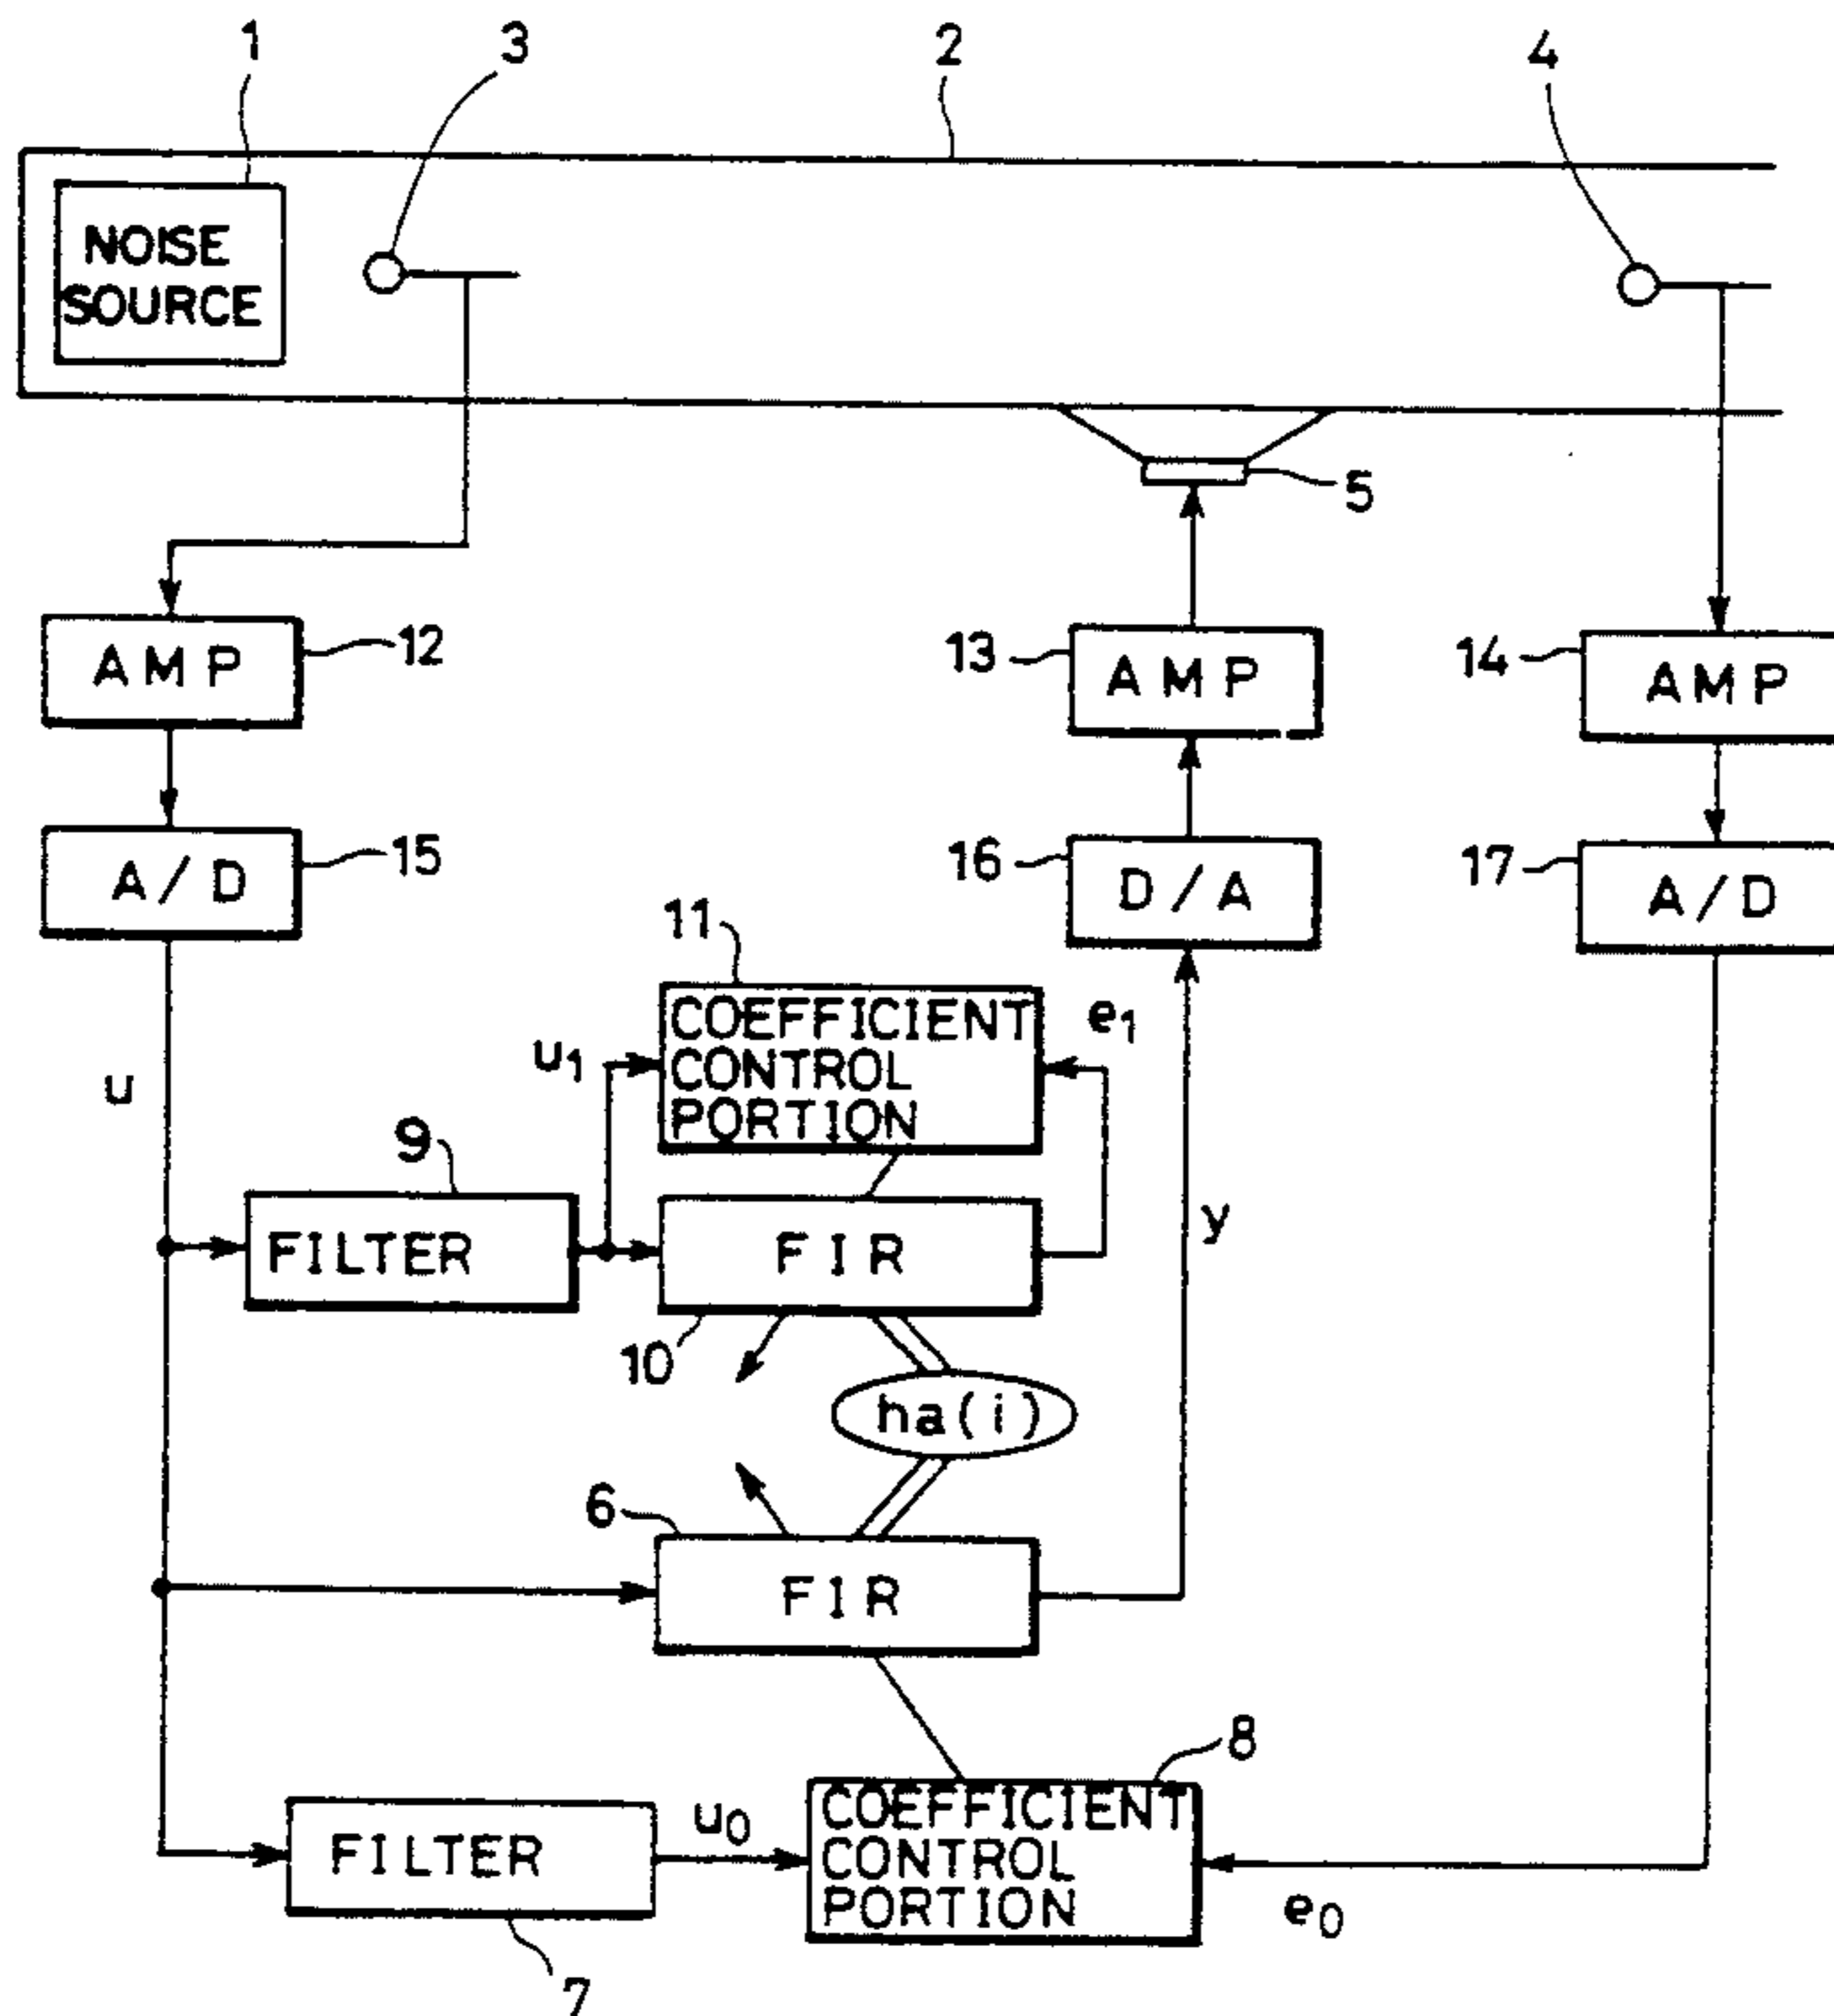 1
3
2
4
NOISE
SOURCE
5
AMP
12
13
AMP
14
AMP
A/D
15
16
D/A
17
A/D
11
COEFFICIENT
CONTROL
PORTION
u
u1
e1
9
FILTER
FIR
y
10
ha(i)
6
FIR
8
FILTER
u0
COEFFICIENT
CONTROL
PORTION
e0
7